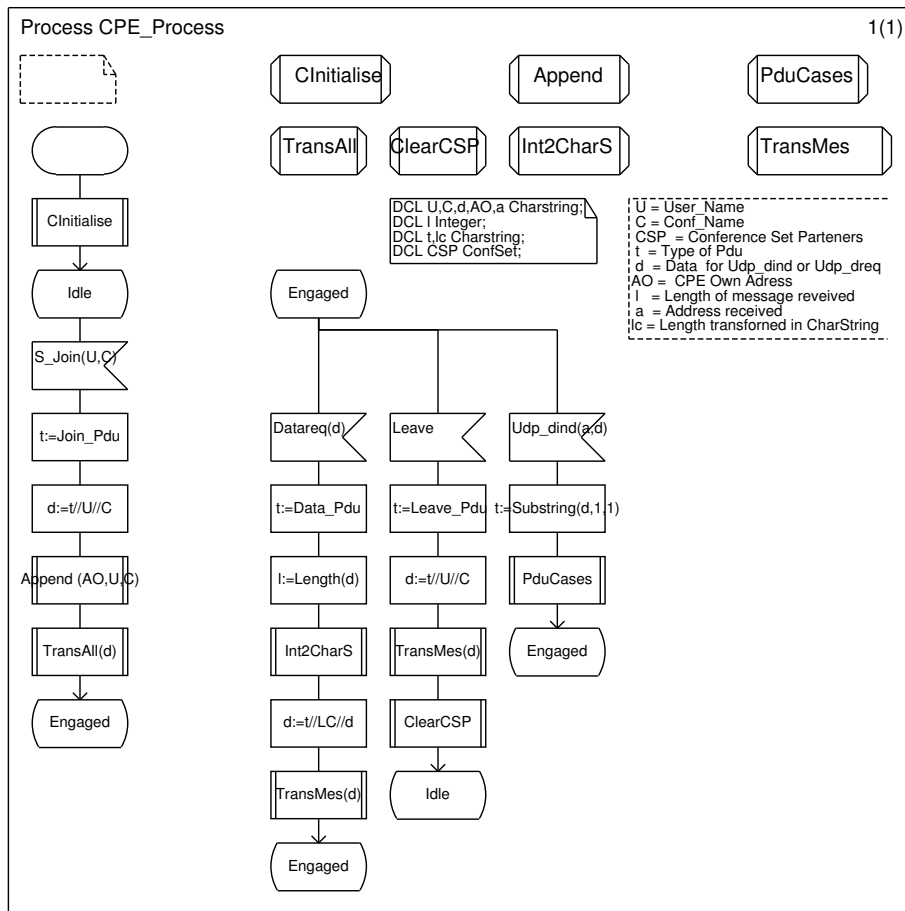 Process CPE_Process
1(1)
CInitialise
Append
PduCases
TransAll
ClearCSP
Int2CharS
TransMes
CInitialise
Idle
S_Join(U,C)
t:=Join_Pdu
d:=t//U//C
Append (AO,U,C)
TransAll(d)
Engaged
DCL U,C,d,AO,a Charstring;
DCL l Integer;
DCL t,lc Charstring;
DCL CSP ConfSet;
U = User_Name
C = Conf_Name
CSP = Conference Set Parteners
t = Type of Pdu
d = Data for Udp_dind or Udp_dreq
AO = CPE Own Adress
l = Length of message reveived
a = Address received
lc = Length transforned in CharString
Engaged
Datareq(d)
t:=Data_Pdu
l:=Length(d)
Int2CharS
d:=t//LC//d
TransMes(d)
Engaged
Leave
t:=Leave_Pdu
d:=t//U//C
TransMes(d)
ClearCSP
Idle
Udp_dind(a,d)
t:=Substring(d,1,1)
PduCases
Engaged